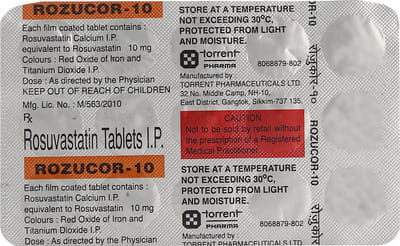 ROZUCOR-10
Each film coated tablet contains :
Rosuvastatin Calcium I.P.
equivalent to Rosuvastatin 10 mg
Colours : Red Oxide of Iron and
Titanium Dioxide I.P.
Dose : As directed by the Physician
KEEP OUT OF REACH OF CHILDREN
Mfg. Lic. No. : M/563/2010
Rx
Rosuvastatin Tablets I.P.
ROZUCOR-10
Each film coated tablet contains :
Rosuvastatin Calcium I.P.
equivalent to Rosuvastatin 10 mg
Colours : Red Oxide of Iron and
Titanium Dioxide I.P.
Dose : As directed by the Physician
STORE AT A TEMPERATURE
NOT EXCEEDING 30°C,
PROTECTED FROM LIGHT
AND MOISTURE.
torrent
PHARMA
8068879-802
Manufactured by :
TORRENT PHARMACEUTICALS LTD.
32 No. Middle Camp, NH-10,
East District, Gangtok, Sikkim-737 135.
CAUTION
Not to be sold by retail without
the prescription of a Registered
Medical Practitioner.
STORE AT A TEMPERATURE
NOT EXCEEDING 30°C,
PROTECTED FROM LIGHT
AND MOISTURE.
torrent
PHARMA
8068879-802
Manufactured by :
TORRENT PHARMACEUTICALS LTD.
ROZUCOR-10
रोज़ुकोर-१०
ROZUCOR-10
रोज़ुकोर